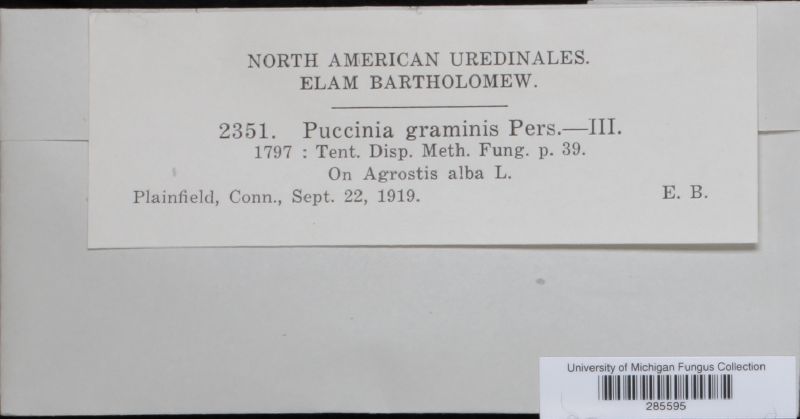 NORTH AMERICAN UREDINALES.
ELAM BARTHOLOMEW.
2351. Puccinia graminis Pers.—III.
1797 : Tent. Disp. Meth. Fung. p. 39.
On Agrostis alba L.
Plainfield, Conn., Sept. 22, 1919. E. B.
University of Michigan Fungus Collection
285595